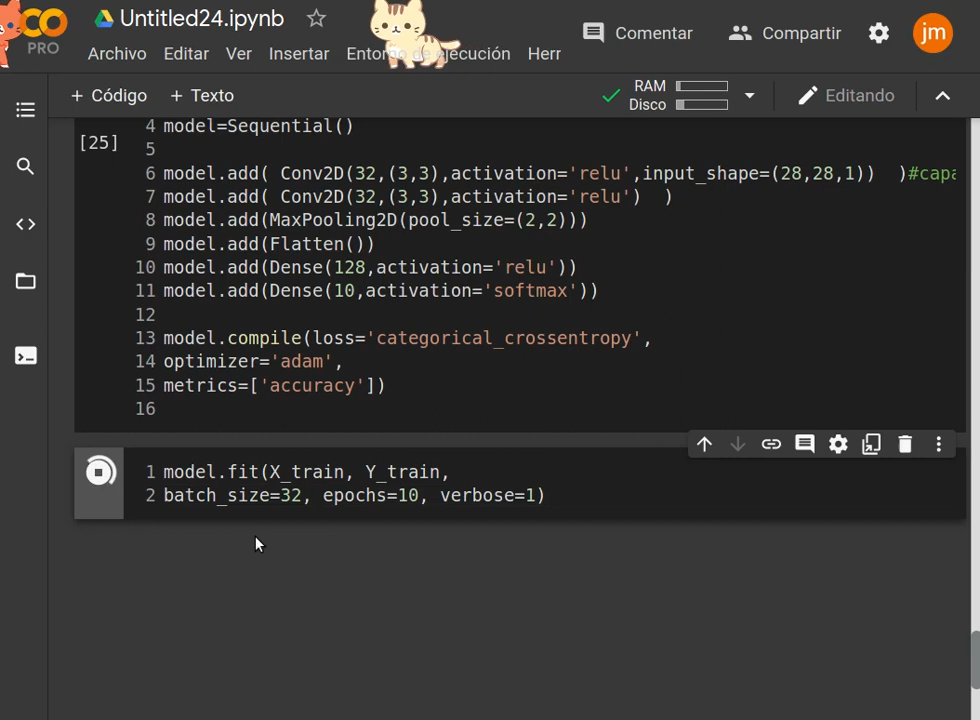 CO
PRO
Untitled24.ipynb
Comentar
Compartir
jm
Archivo Editar Ver Insertar Entorno de ejecución Herr
+ Código + Texto
RAM
Disco
Editando
[25]
4 model=Sequential()
5
6 model.add( Conv2D(32,(3,3),activation='relu',input_shape=(28,28,1))  )#capa
7 model.add( Conv2D(32,(3,3),activation='relu')  )
8 model.add(MaxPooling2D(pool_size=(2,2)))
9 model.add(Flatten())
10 model.add(Dense(128,activation='relu'))
11 model.add(Dense(10,activation='softmax'))
12
13 model.compile(loss='categorical_crossentropy',
14 optimizer='adam',
15 metrics=['accuracy'])
16
1 model.fit(X_train, Y_train,
2 batch_size=32, epochs=10, verbose=1)